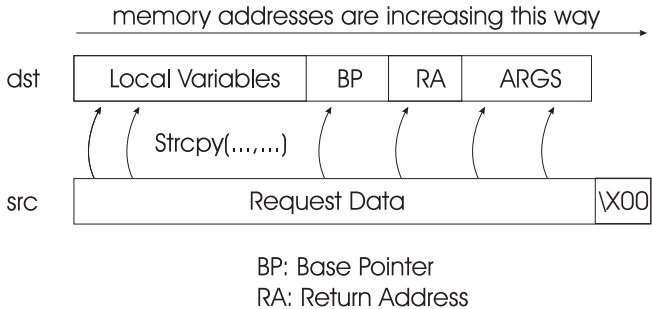 memory addresses are increasing this way
dst Local Variables BP RA ARGS
Strcpy(...,...)
src Request Data \X00
BP: Base Pointer
RA: Return Address